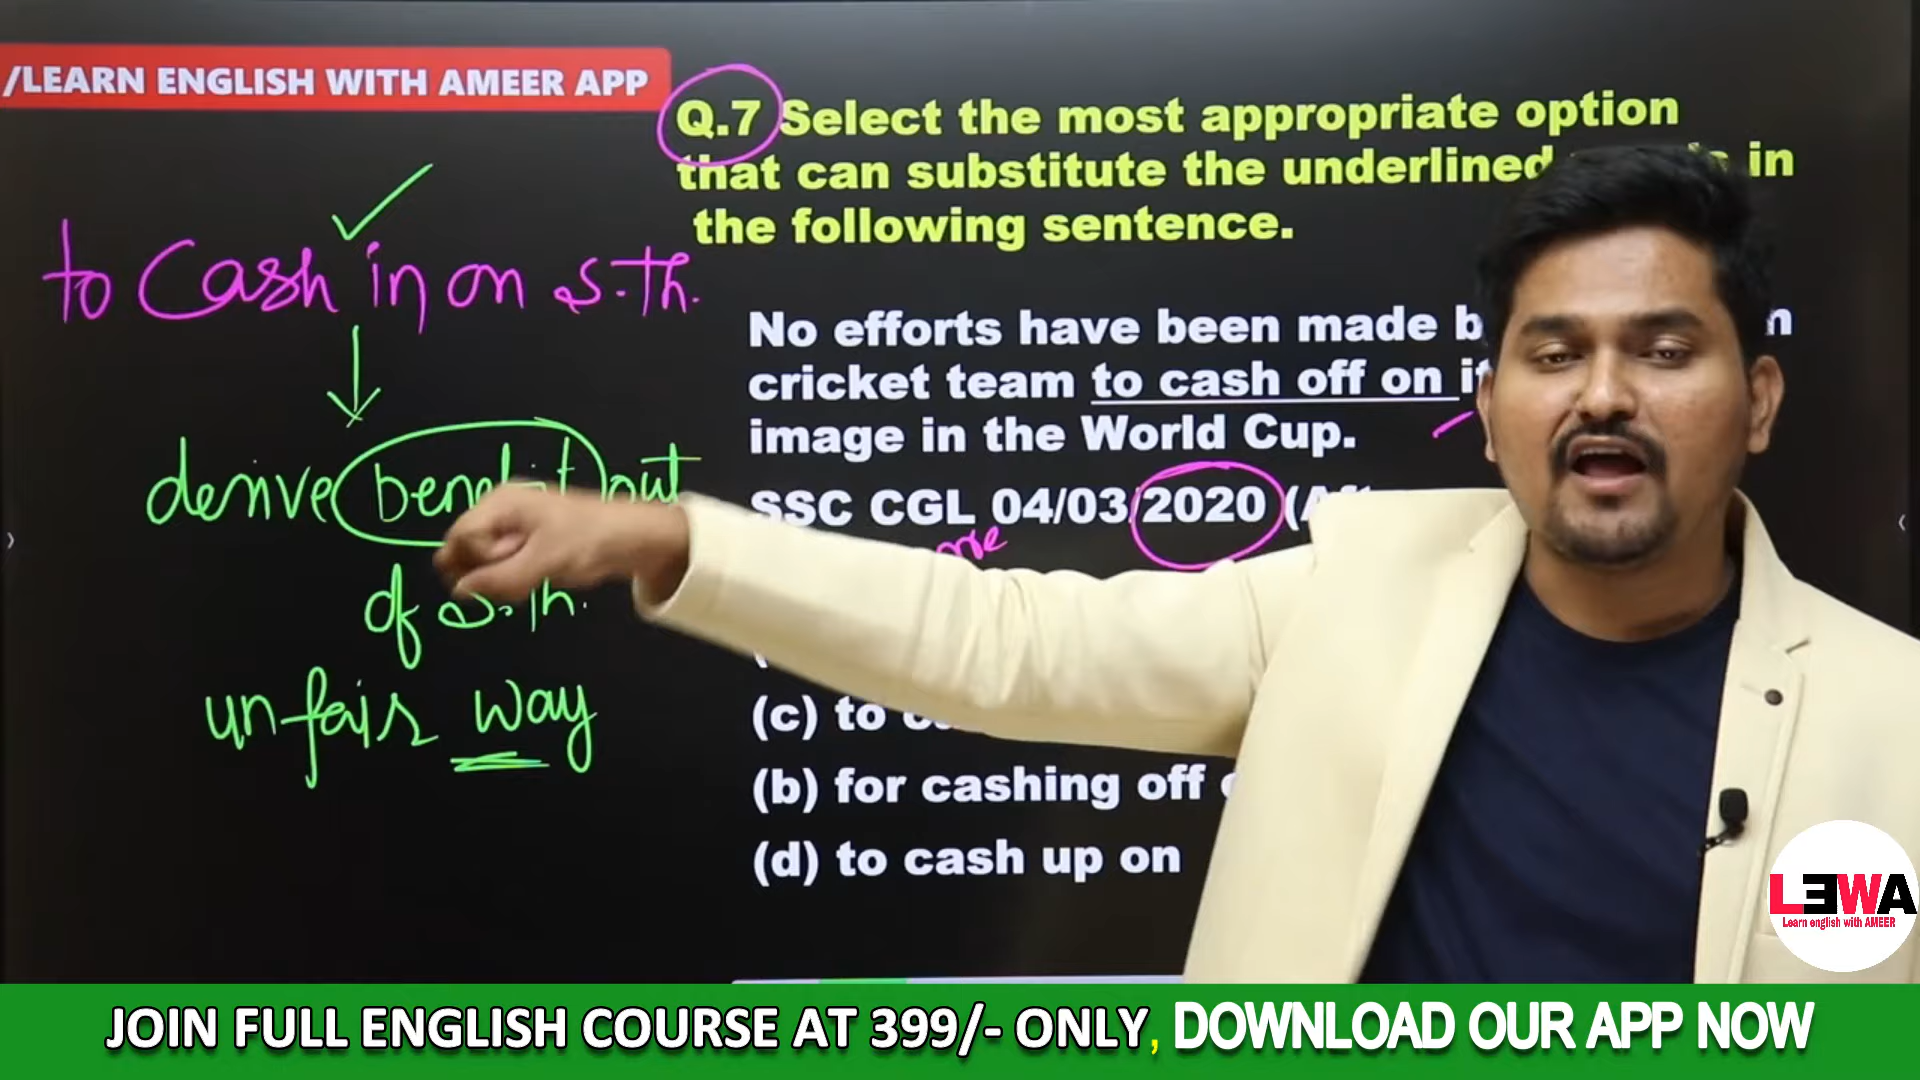 /LEARN ENGLISH WITH AMEER APP
Q.7 Select the most appropriate option
that can substitute the underlined in
the following sentence.
to Cash in on s.th.
derive benefit out
of s.th.
unfair way
No efforts have been made
cricket team to cash off on
image in the World Cup.
SSC CGL 04/03/2020
(c) to
(b) for cashing off
(d) to cash up on
LEWA
Learn english with AMEER
JOIN FULL ENGLISH COURSE AT 399/- ONLY, DOWNLOAD OUR APP NOW